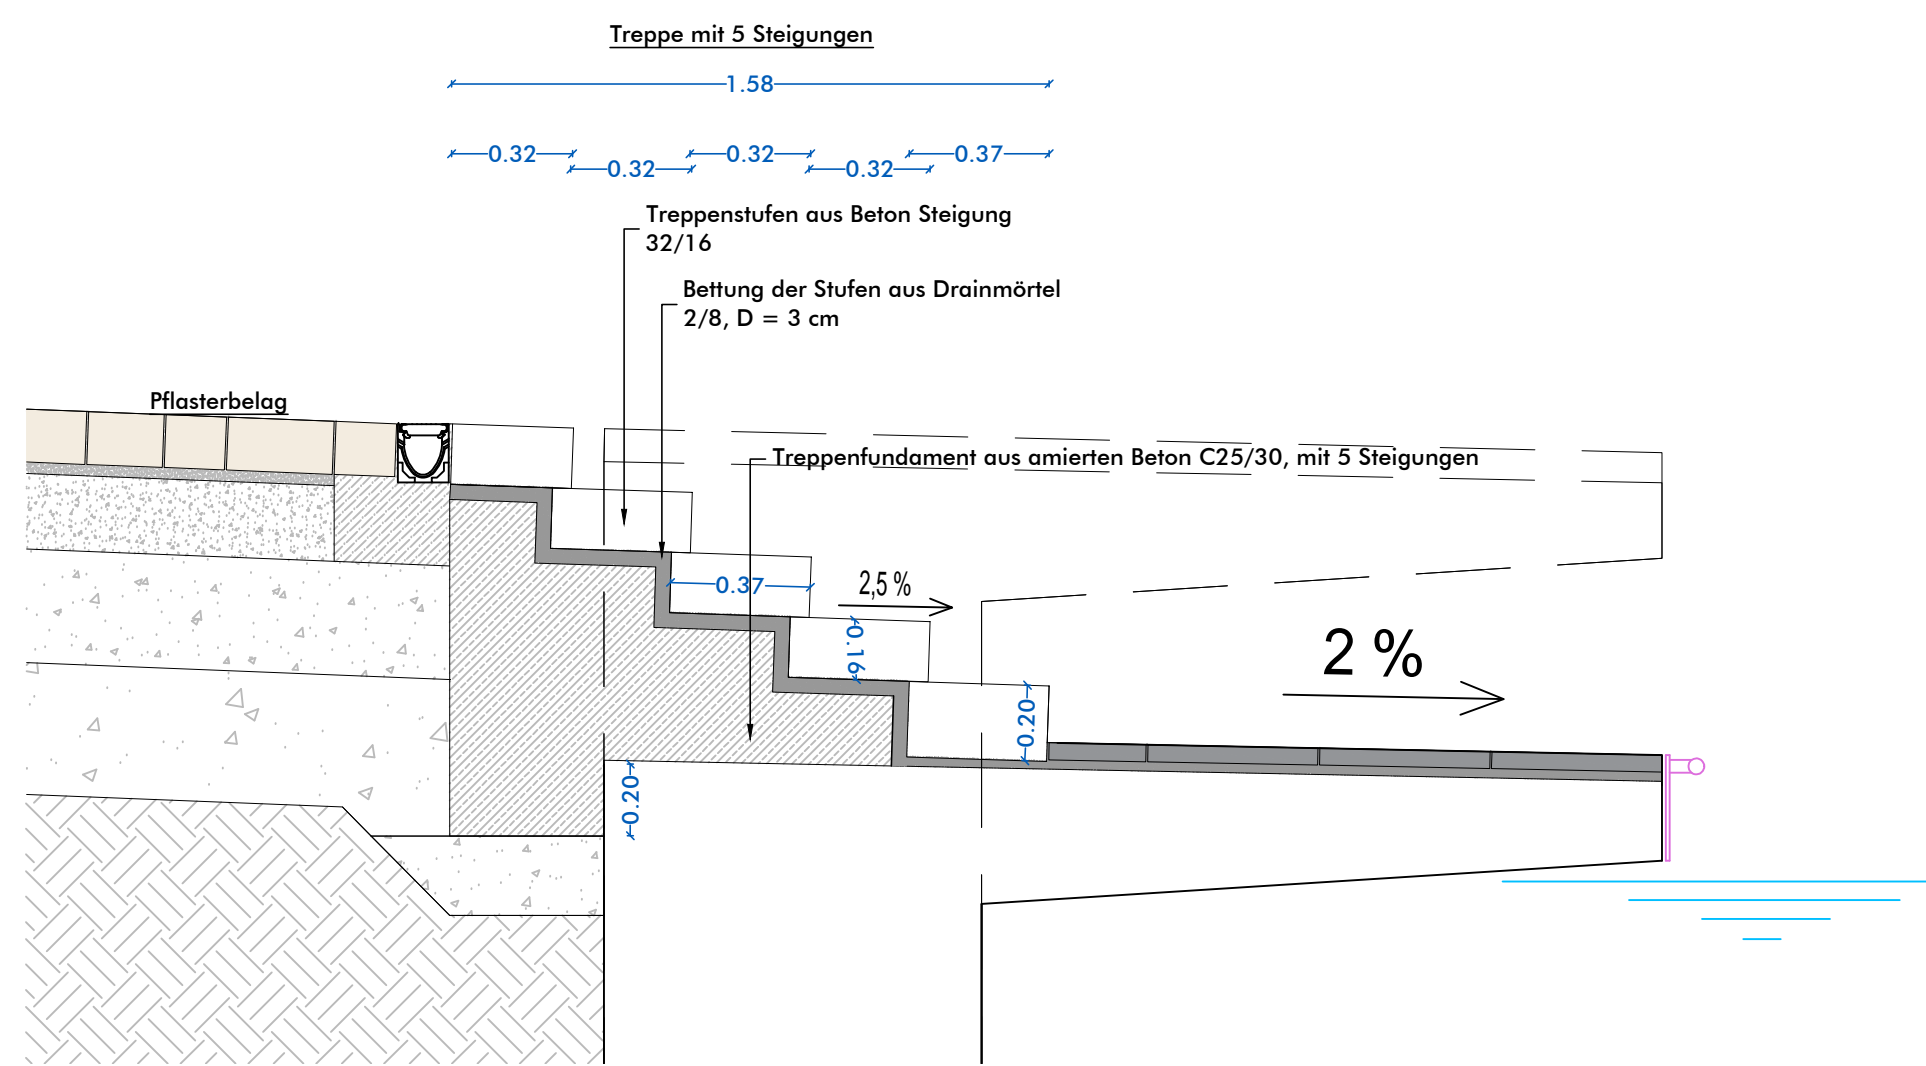 Treppe mit 5 Steigungen
1.58
0.32
0.32
0.32
0.32
0.37
Treppenstufen aus Beton Steigung
32/16
Bettung der Stufen aus Drainmörtel
2/8, D = 3 cm
Pflasterbelag
Treppenfundament aus amierten Beton C25/30, mit 5 Steigungen
0.37
2,5 %
0.16
2 %
0.20
0.20